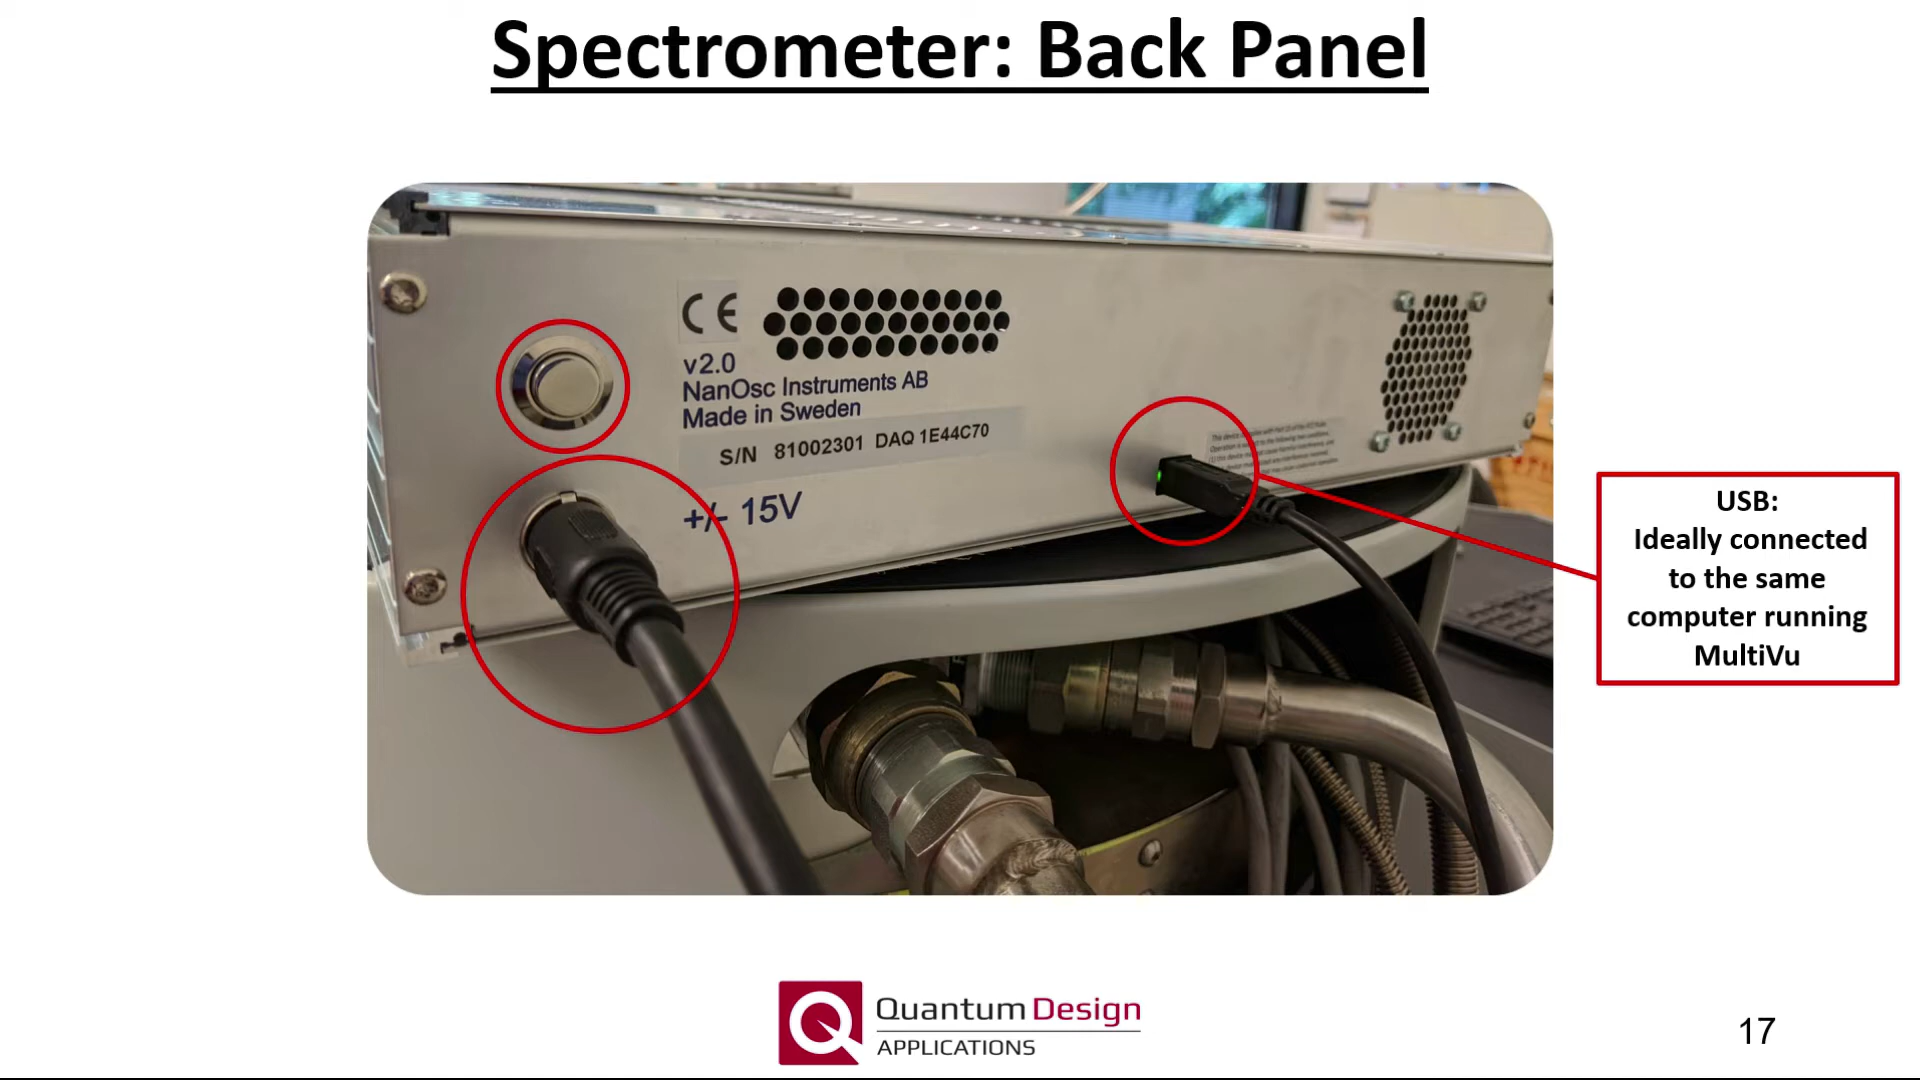 Spectrometer: Back Panel
CE
v2.0
NanOsc Instruments AB
Made in Sweden
S/N 81002301 DAQ 1E44C70
+/- 15V
USB:
Ideally connected
to the same
computer running
MultiVu
Quantum Design
APPLICATIONS
17